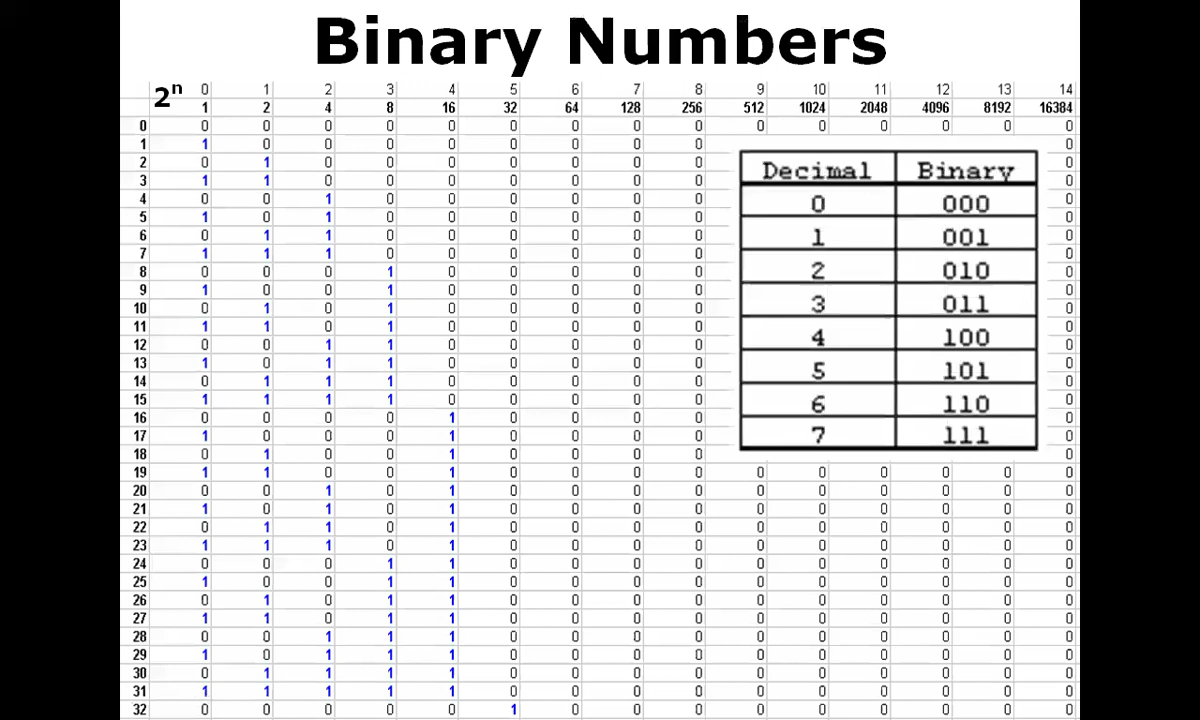 Binary Numbers
2ⁿ 0 1 2 3 4 5 6 7 8 9 10 11 12 13 14
1 2 4 8 16 32 64 128 256 512 1024 2048 4096 8192 16384
0 0 0 0 0 0 0 0 0 0 0 0 0 0 0 0
1 1 0 0 0 0 0 0 0 0 0
2 0 1 0 0 0 0 0 0 0 0
3 1 1 0 0 0 0 0 0 0 0
4 0 0 1 0 0 0 0 0 0 0
5 1 0 1 0 0 0 0 0 0 0
6 0 1 1 0 0 0 0 0 0 0
7 1 1 1 0 0 0 0 0 0 0
8 0 0 0 1 0 0 0 0 0 0
9 1 0 0 1 0 0 0 0 0 0
10 0 1 0 1 0 0 0 0 0 0
11 1 1 0 1 0 0 0 0 0 0
12 0 0 1 1 0 0 0 0 0 0
13 1 0 1 1 0 0 0 0 0 0
14 0 1 1 1 0 0 0 0 0 0
15 1 1 1 1 0 0 0 0 0 0
16 0 0 0 0 1 0 0 0 0 0
17 1 0 0 0 1 0 0 0 0 0
18 0 1 0 0 1 0 0 0 0 0
19 1 1 0 0 1 0 0 0 0 0 0 0 0 0 0
20 0 0 1 0 1 0 0 0 0 0 0 0 0 0 0
21 1 0 1 0 1 0 0 0 0 0 0 0 0 0 0
22 0 1 1 0 1 0 0 0 0 0 0 0 0 0 0
23 1 1 1 0 1 0 0 0 0 0 0 0 0 0 0
24 0 0 0 1 1 0 0 0 0 0 0 0 0 0 0
25 1 0 0 1 1 0 0 0 0 0 0 0 0 0 0
26 0 1 0 1 1 0 0 0 0 0 0 0 0 0 0
27 1 1 0 1 1 0 0 0 0 0 0 0 0 0 0
28 0 0 1 1 1 0 0 0 0 0 0 0 0 0 0
29 1 0 1 1 1 0 0 0 0 0 0 0 0 0 0
30 0 1 1 1 1 0 0 0 0 0 0 0 0 0 0
31 1 1 1 1 1 0 0 0 0 0 0 0 0 0 0
32 0 0 0 0 0 1 0 0 0 0 0 0 0 0 0
Decimal Binary
0 000
1 001
2 010
3 011
4 100
5 101
6 110
7 111